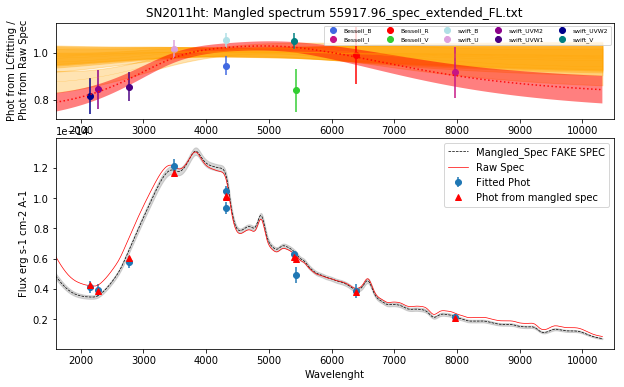 SN2011ht: Mangled spectrum 55917.96_spec_extended_FL.txt
Phot from LCfitting /
Phot from Raw Spec
1.0
0.8
Bessell_B
Bessell_I
Bessell_R
Bessell_V
swift_B
swift_U
swift_UVM2
swift_UVW1
swift_UVW2
swift_V
2000 3000 4000 5000 6000 7000 8000 9000 10000
1e−14
Flux erg s-1 cm-2 A-1
1.2
1.0
0.8
0.6
0.4
0.2
Mangled_Spec FAKE SPEC
Raw Spec
Fitted Phot
Phot from mangled spec
2000 3000 4000 5000 6000 7000 8000 9000 10000
Wavelenght